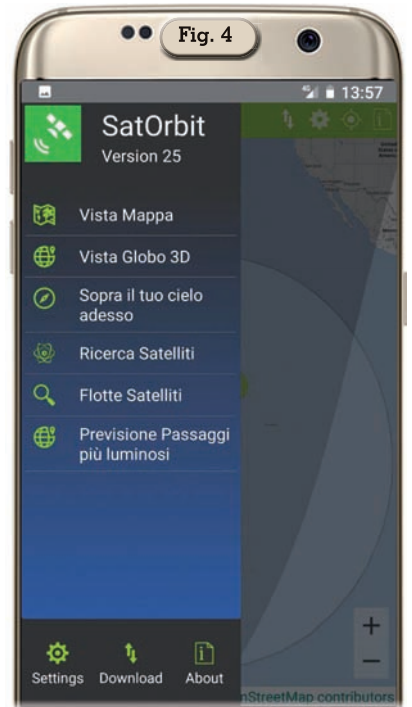 Fig. 4
4G 13:57
SatOrbit
Version 25
Vista Mappa
Vista Globo 3D
Sopra il tuo cielo
adesso
Ricerca Satelliti
Flotte Satelliti
Previsione Passaggi
più luminosi
+
−
Settings Download About
nStreetMap contributors